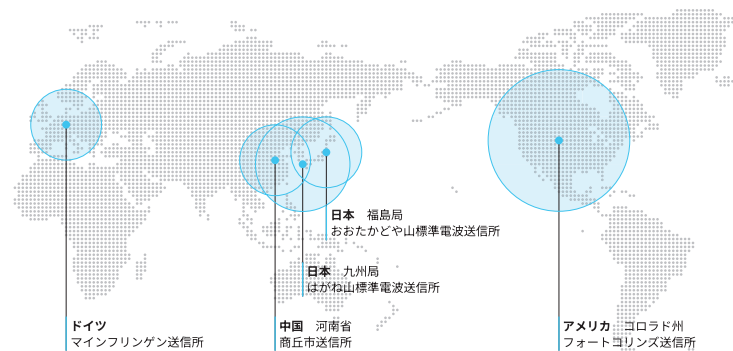 日本　福島局
おおたかどや山標準電波送信所
日本　九州局
はがね山標準電波送信所
ドイツ
マインフリンゲン送信所
中国　河南省
商丘市送信所
アメリカ　コロラド州
フォートコリンズ送信所